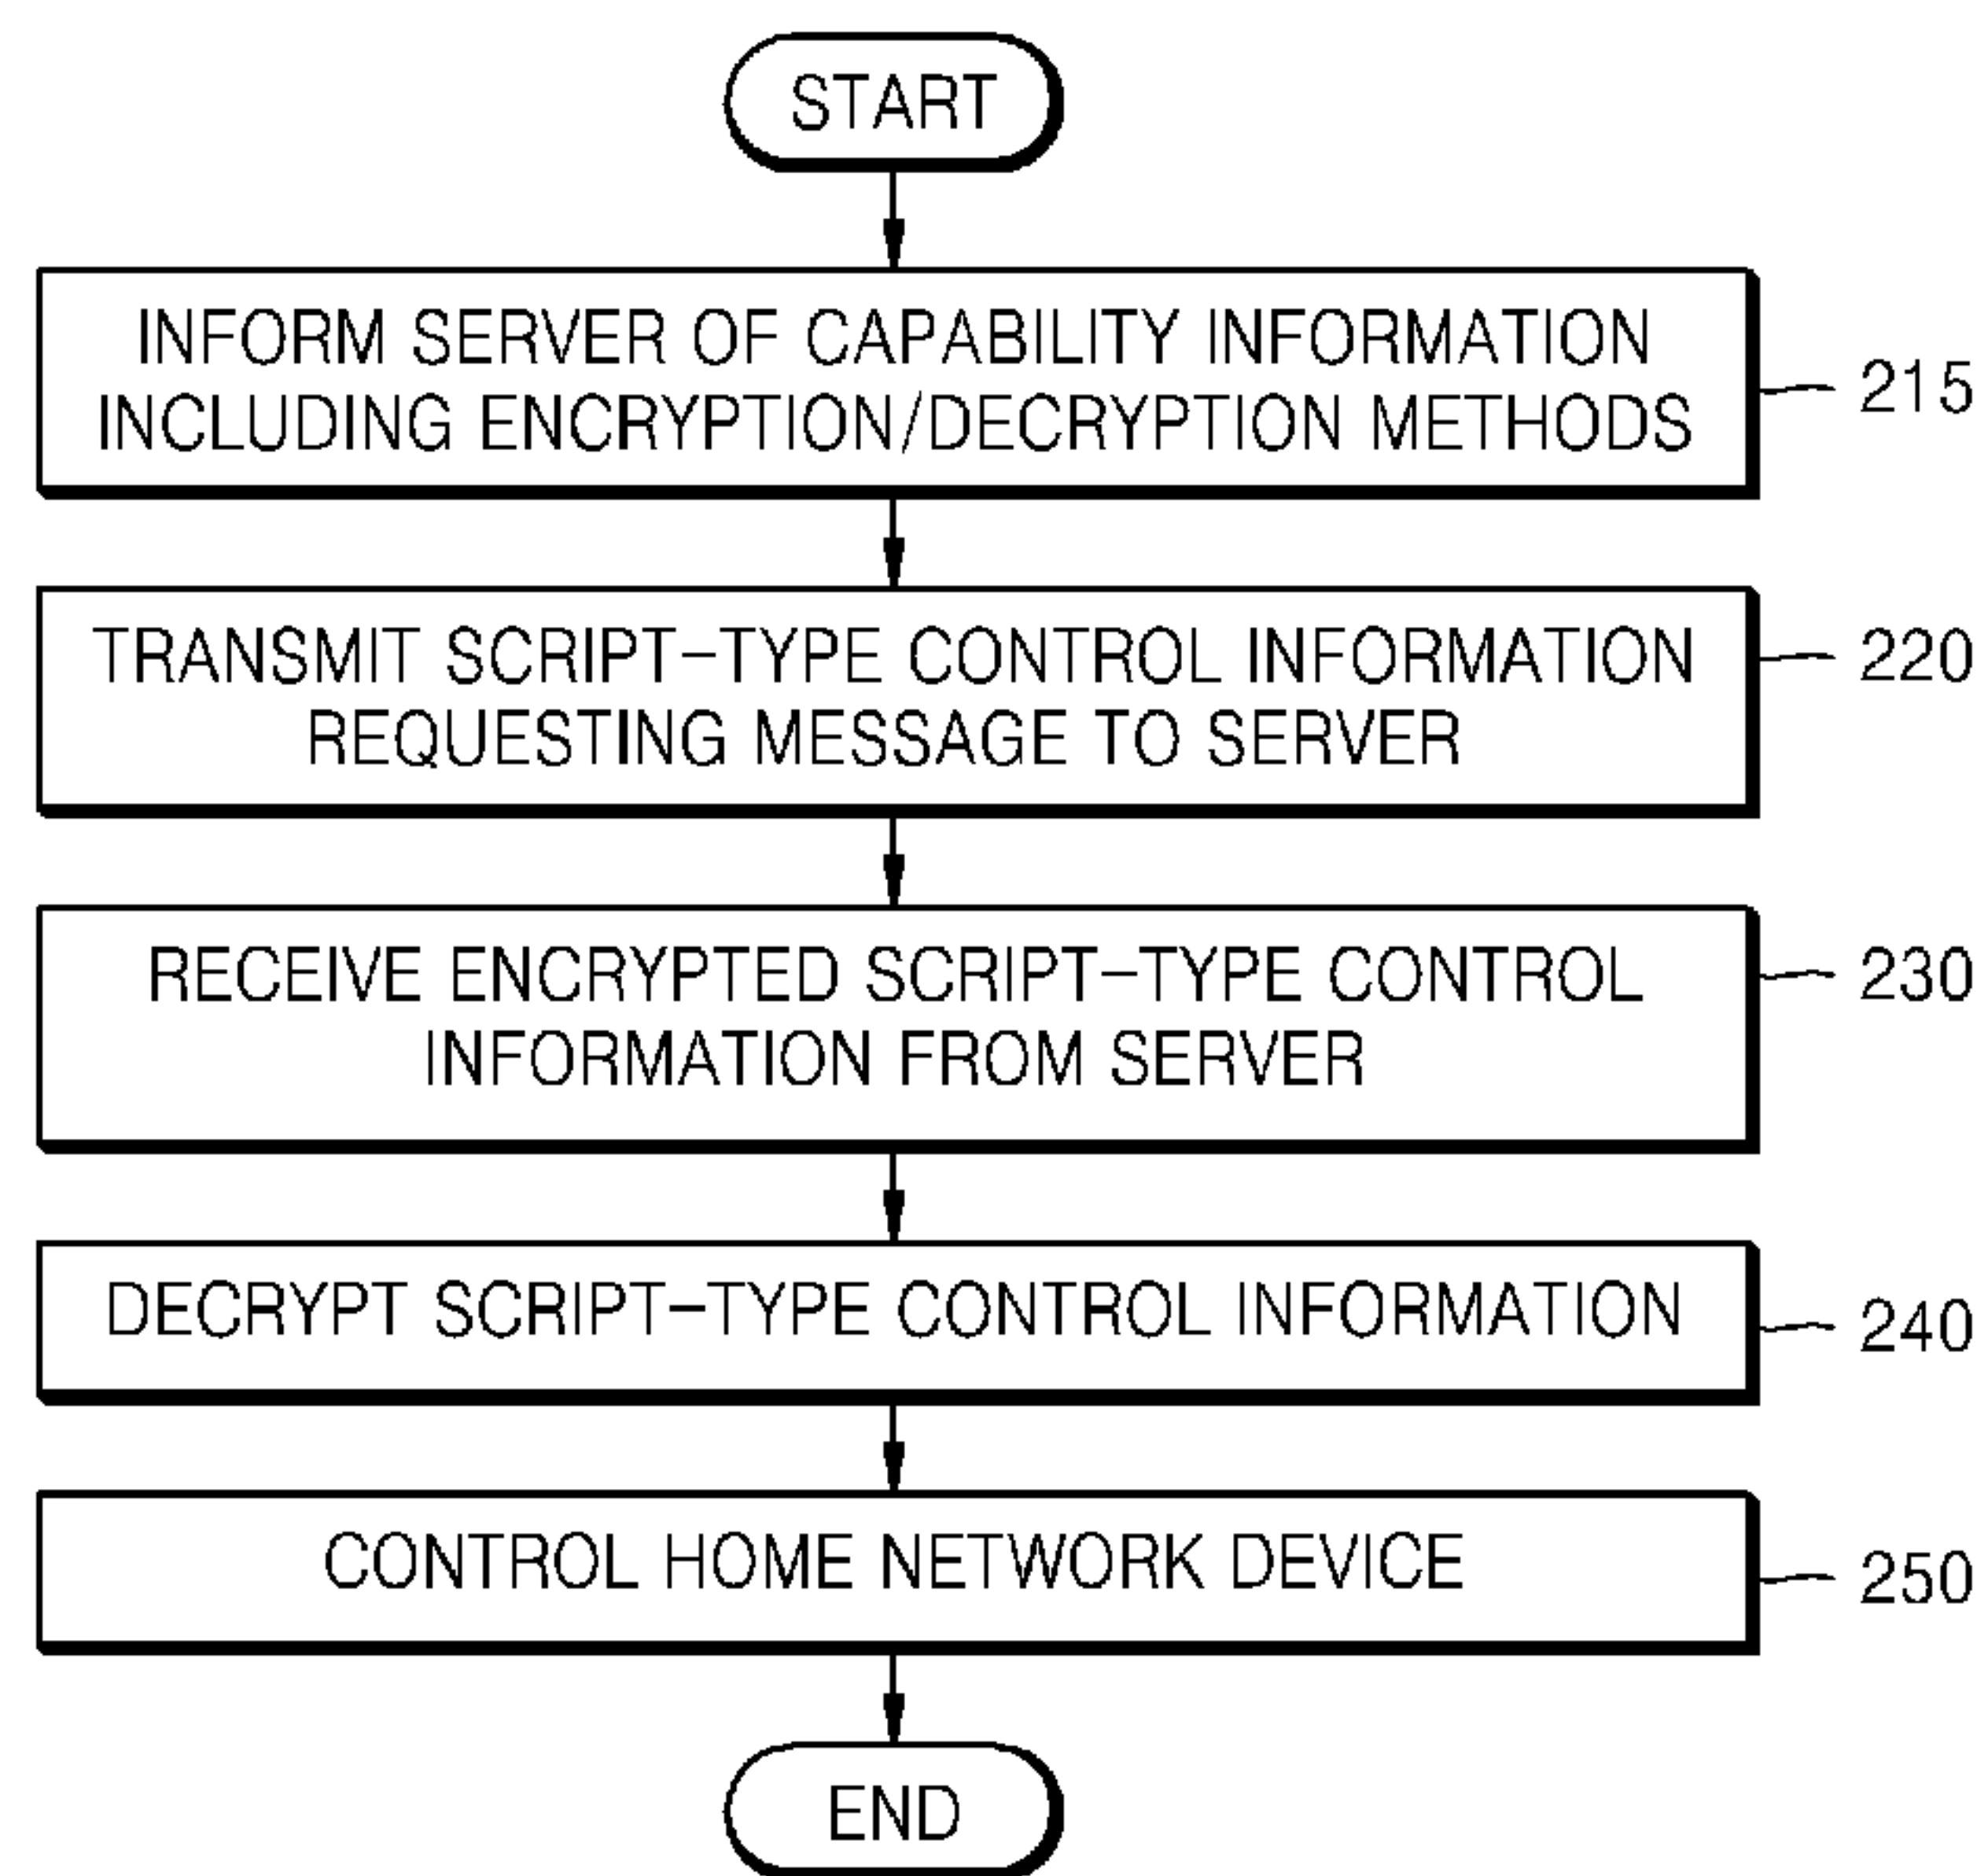 START
INFORM SERVER OF CAPABILITY INFORMATION
INCLUDING ENCRYPTION/DECRYPTION METHODS
215
TRANSMIT SCRIPT-TYPE CONTROL INFORMATION
REQUESTING MESSAGE TO SERVER
220
RECEIVE ENCRYPTED SCRIPT-TYPE CONTROL
INFORMATION FROM SERVER
230
DECRYPT SCRIPT-TYPE CONTROL INFORMATION
240
CONTROL HOME NETWORK DEVICE
250
END